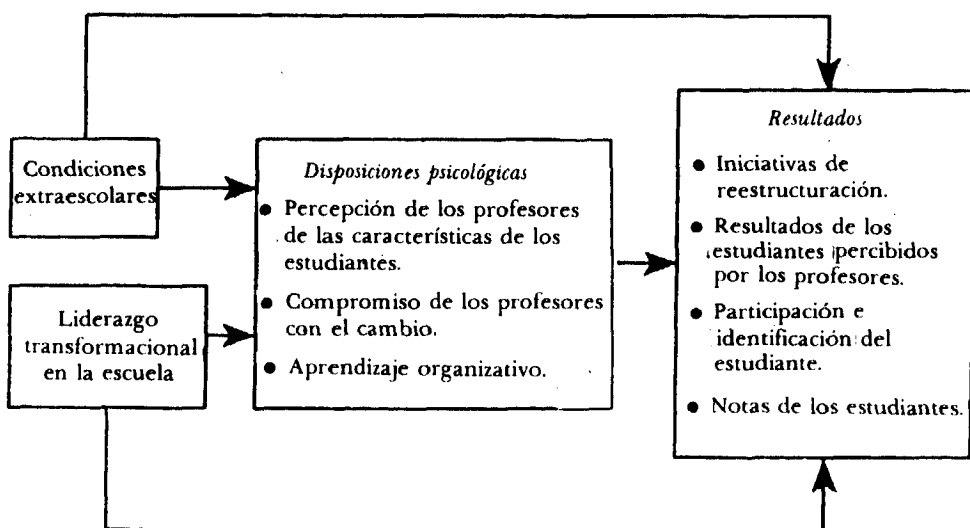 Condiciones
extraescolares
Liderazgo
transformacional
en la escuela
Disposiciones psicológicas
● Percepción de los profesores
de las características de los
estudiantes.
● Compromiso de los profesores
con el cambio.
● Aprendizaje organizativo.
Resultados
● Iniciativas de
reestructuración.
● Resultados de los
estudiantes percibidos
por los profesores.
● Participación e
identificación del
estudiante.
● Notas de los estudiantes.